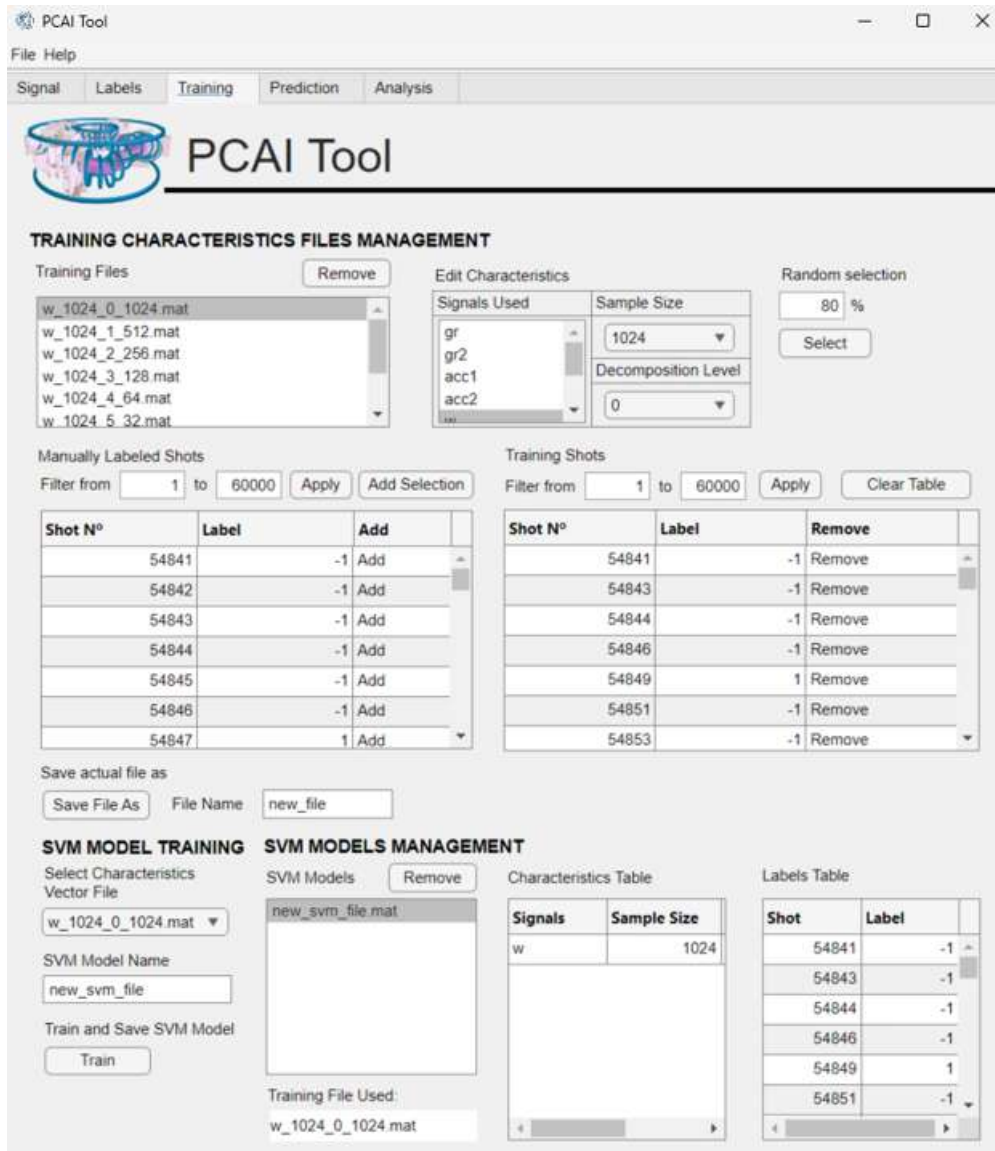 PCAI Tool
File Help
Signal Labels Training Prediction Analysis
PCAI Tool
TRAINING CHARACTERISTICS FILES MANAGEMENT
Training Files Remove
w_1024_0_1024.mat
w_1024_1_512.mat
w_1024_2_256.mat
w_1024_3_128.mat
w_1024_4_64.mat
w_1024_5_32.mat
Edit Characteristics
Signals Used
gr
gr2
acc1
acc2
w
Sample Size
1024
Decomposition Level
0
Random selection
80 %
Select
Manually Labeled Shots
Filter from 1 to 60000 Apply Add Selection
Shot Nº Label Add
54841 -1 Add
54842 -1 Add
54843 -1 Add
54844 -1 Add
54845 -1 Add
54846 -1 Add
54847 1 Add
Training Shots
Filter from 1 to 60000 Apply Clear Table
Shot Nº Label Remove
54841 -1 Remove
54843 -1 Remove
54844 -1 Remove
54846 -1 Remove
54849 1 Remove
54851 -1 Remove
54853 -1 Remove
Save actual file as
Save File As File Name new_file
SVM MODEL TRAINING
Select Characteristics
Vector File
w_1024_0_1024.mat
SVM Model Name
new_svm_file
Train and Save SVM Model
Train
SVM MODELS MANAGEMENT
SVM Models Remove
new_svm_file.mat
Training File Used:
w_1024_0_1024.mat
Characteristics Table
Signals Sample Size
w 1024
Labels Table
Shot Label
54841 -1
54843 -1
54844 -1
54846 -1
54849 1
54851 -1